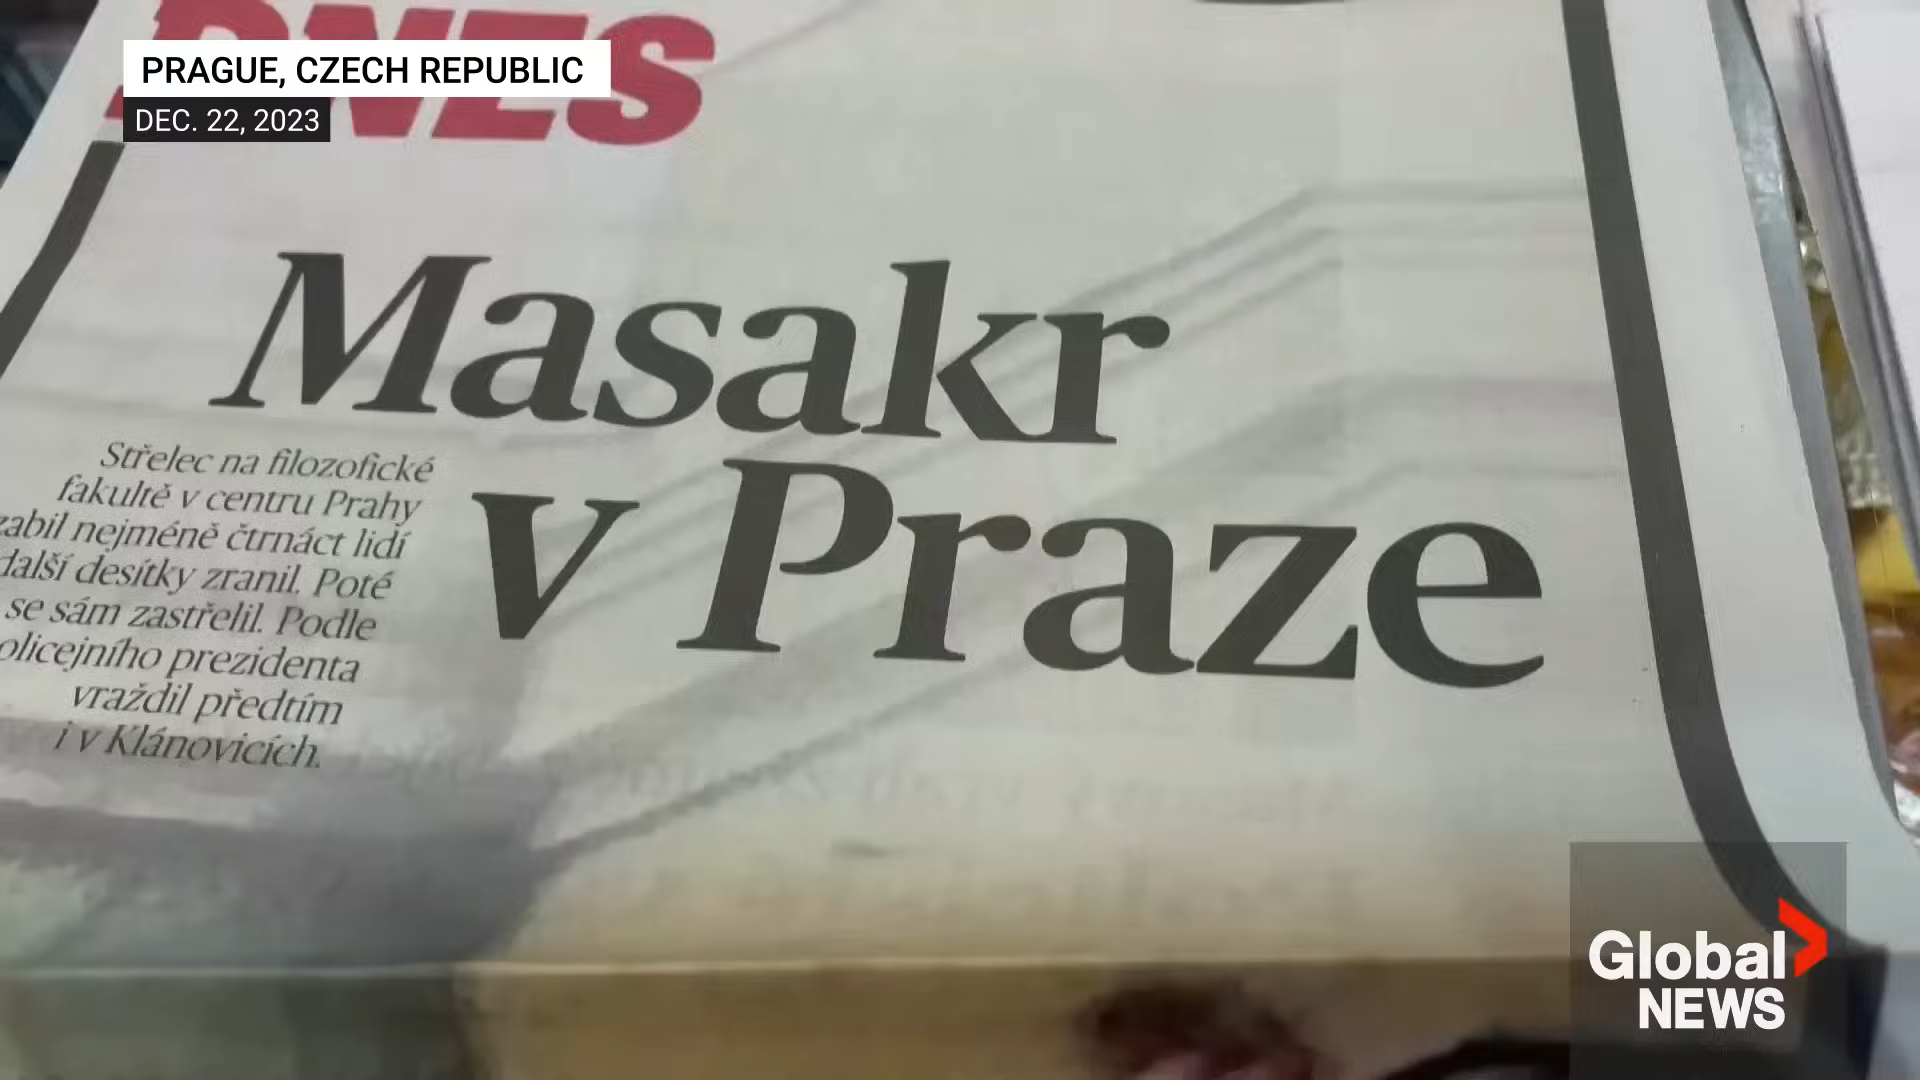 DNES
PRAGUE, CZECH REPUBLIC
DEC. 22, 2023
Masakr
v Praze
Střelec na filozofické
fakultě v centru Prahy
zabil nejméně čtrnáct lidí
další desítky zranil. Poté
se sám zastřelil. Podle
olicejního prezidenta
vraždil předtím
i v Klánovicích.
Global
NEWS